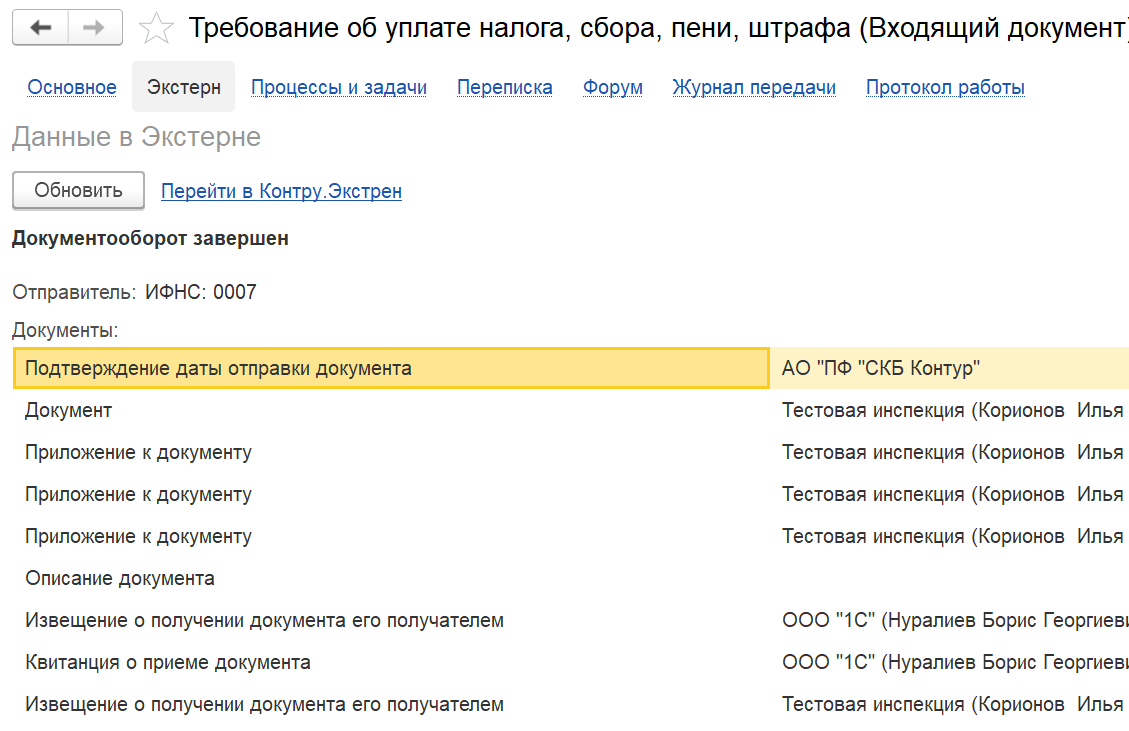 Требование об уплате налога, сбора, пени, штрафа (Входящий документ)
Основное Экстерн Процессы и задачи Переписка Форум Журнал передачи Протокол работы
Данные в Экстерне
Обновить Перейти в Контру.Экстрен
Документооборот завершен
Отправитель: ИФНС: 0007
Документы:
Подтверждение даты отправки документа АО "ПФ "СКБ Контур"
Документ Тестовая инспекция (Корионов Илья
Приложение к документу Тестовая инспекция (Корионов Илья
Приложение к документу Тестовая инспекция (Корионов Илья
Приложение к документу Тестовая инспекция (Корионов Илья
Описание документа
Извещение о получении документа его получателем ООО "1С" (Нуралиев Борис Георгиеви
Квитанция о приеме документа ООО "1С" (Нуралиев Борис Георгиеви
Извещение о получении документа его получателем Тестовая инспекция (Корионов Илья